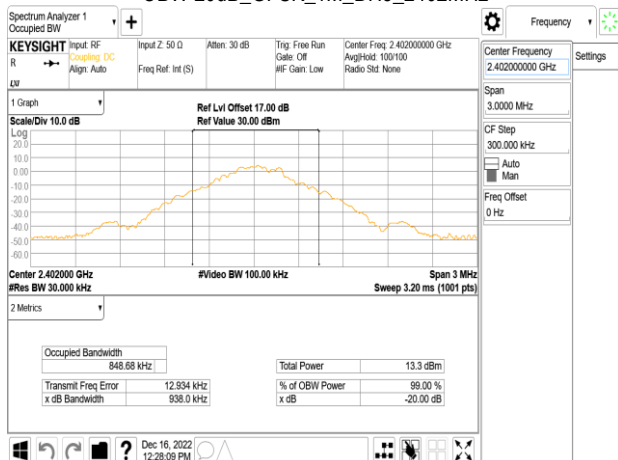 Spectrum Analyzer 1
Occupied BW
KEYSIGHT Input: RF Input Z: 50 Ω Atten: 30 dB Trig: Free Run Center Freq: 2.402000000 GHz
R Coupling: DC Gate: Off Avg|Hold: 100/100
Align: Auto Freq Ref: Int (S) #IF Gain: Low Radio Std: None
LXI
Frequency
Center Frequency
2.402000000 GHz
Settings
Span
3.0000 MHz
CF Step
300.000 kHz
Auto
Man
Freq Offset
0 Hz
1 Graph
Ref Lvl Offset 17.00 dB
Scale/Div 10.0 dB Ref Value 30.00 dBm
Log
20.0
10.0
0.00
-10.0
-20.0
-30.0
-40.0
-50.0
-60.0
Center 2.402000 GHz #Video BW 100.00 kHz Span 3 MHz
#Res BW 30.000 kHz Sweep 3.20 ms (1001 pts)
2 Metrics
Occupied Bandwidth
848.68 kHz Total Power 13.3 dBm
Transmit Freq Error 12.934 kHz % of OBW Power 99.00 %
x dB Bandwidth 938.0 kHz x dB -20.00 dB
? Dec 16, 2022
12:28:09 PM